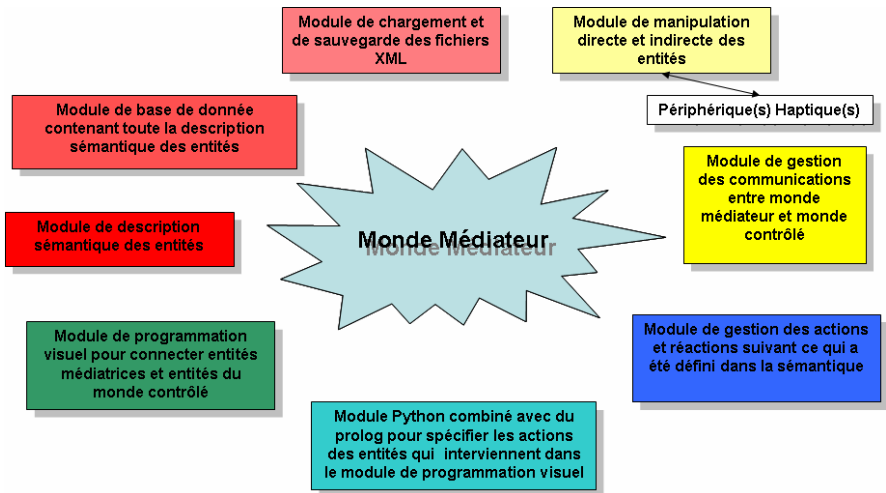 Module de chargement et
de sauvegarde des fichiers
XML
Module de manipulation
directe et indirecte des
entités
Périphérique(s) Haptique(s)
Module de base de donnée
contenant toute la description
sémantique des entités
Module de gestion
des communications
entre monde
médiateur et monde
contrôlé
Module de description
sémantique des entités
Monde Médiateur
Module de programmation
visuel pour connecter entités
médiatrices et entités du
monde contrôlé
Module de gestion des actions
et réactions suivant ce qui a
été défini dans la sémantique
Module Python combiné avec du
prolog pour spécifier les actions
des entités qui interviennent dans
le module de programmation visuel